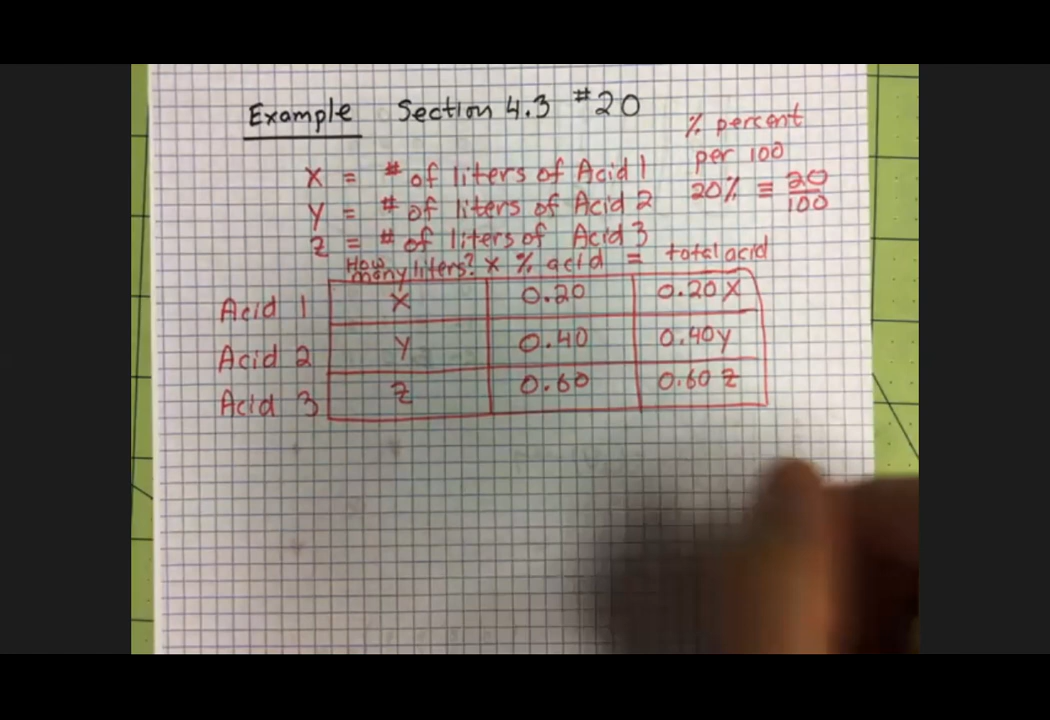 Example Section 4.3 #20
% percent
per 100
20% ≡ 20/100
X = # of liters of Acid 1
Y = # of liters of Acid 2
Z = # of liters of Acid 3
How many liters? x % acid = total acid
Acid 1 X 0.20 0.20X
Acid 2 Y 0.40 0.40Y
Acid 3 Z 0.60 0.60 Z